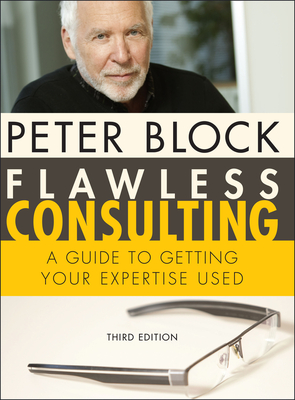 PETER BLOCK
FLAWLESS
CONSULTING
A GUIDE TO GETTING
YOUR EXPERTISE USED
THIRD EDITION